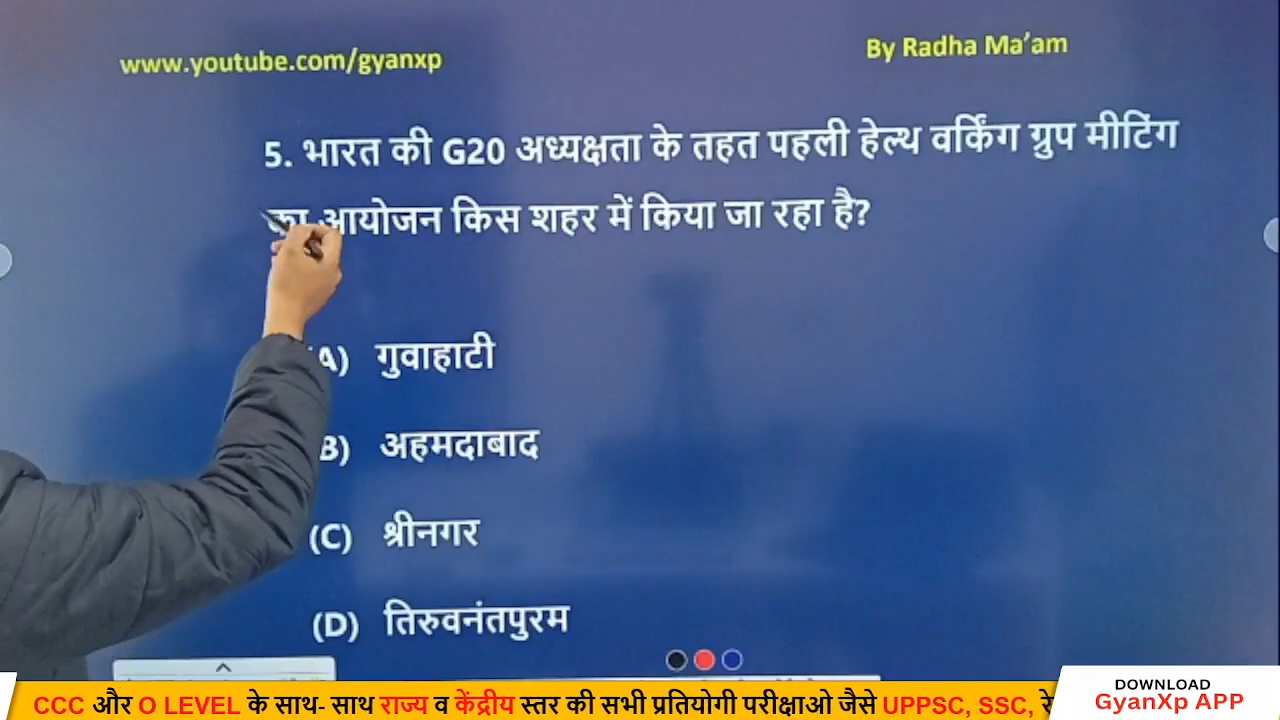 www.youtube.com/gyanxp
By Radha Ma'am
5. भारत की G20 अध्यक्षता के तहत पहली हेल्थ वर्किंग ग्रुप मीटिंग
का आयोजन किस शहर में किया जा रहा है?
(A) गुवाहाटी
(B) अहमदाबाद
(C) श्रीनगर
(D) तिरुवनंतपुरम
CCC और O LEVEL के साथ- साथ राज्य व केंद्रीय स्तर की सभी प्रतियोगी परीक्षाओ जैसे UPPSC, SSC,
DOWNLOAD
GyanXp APP